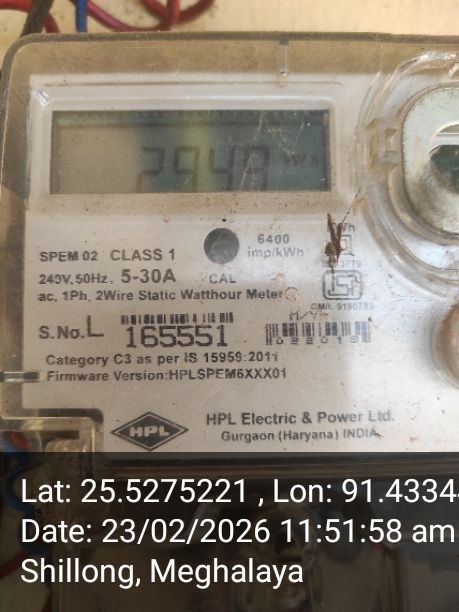 2949
SPEM 02 CLASS 1
6400
imp/kWh
240V, 50Hz, 5-30A CAL
ac, 1Ph, 2Wire Static Watthour Meter
S.No.L 165551
022015
Category C3 as per IS 15959:2011
Firmware Version:HPLSPEM6XXX01
HPL
HPL Electric & Power Ltd.
Gurgaon (Haryana) INDIA
Lat: 25.5275221 , Lon: 91.4334
Date: 23/02/2026 11:51:58 am
Shillong, Meghalaya